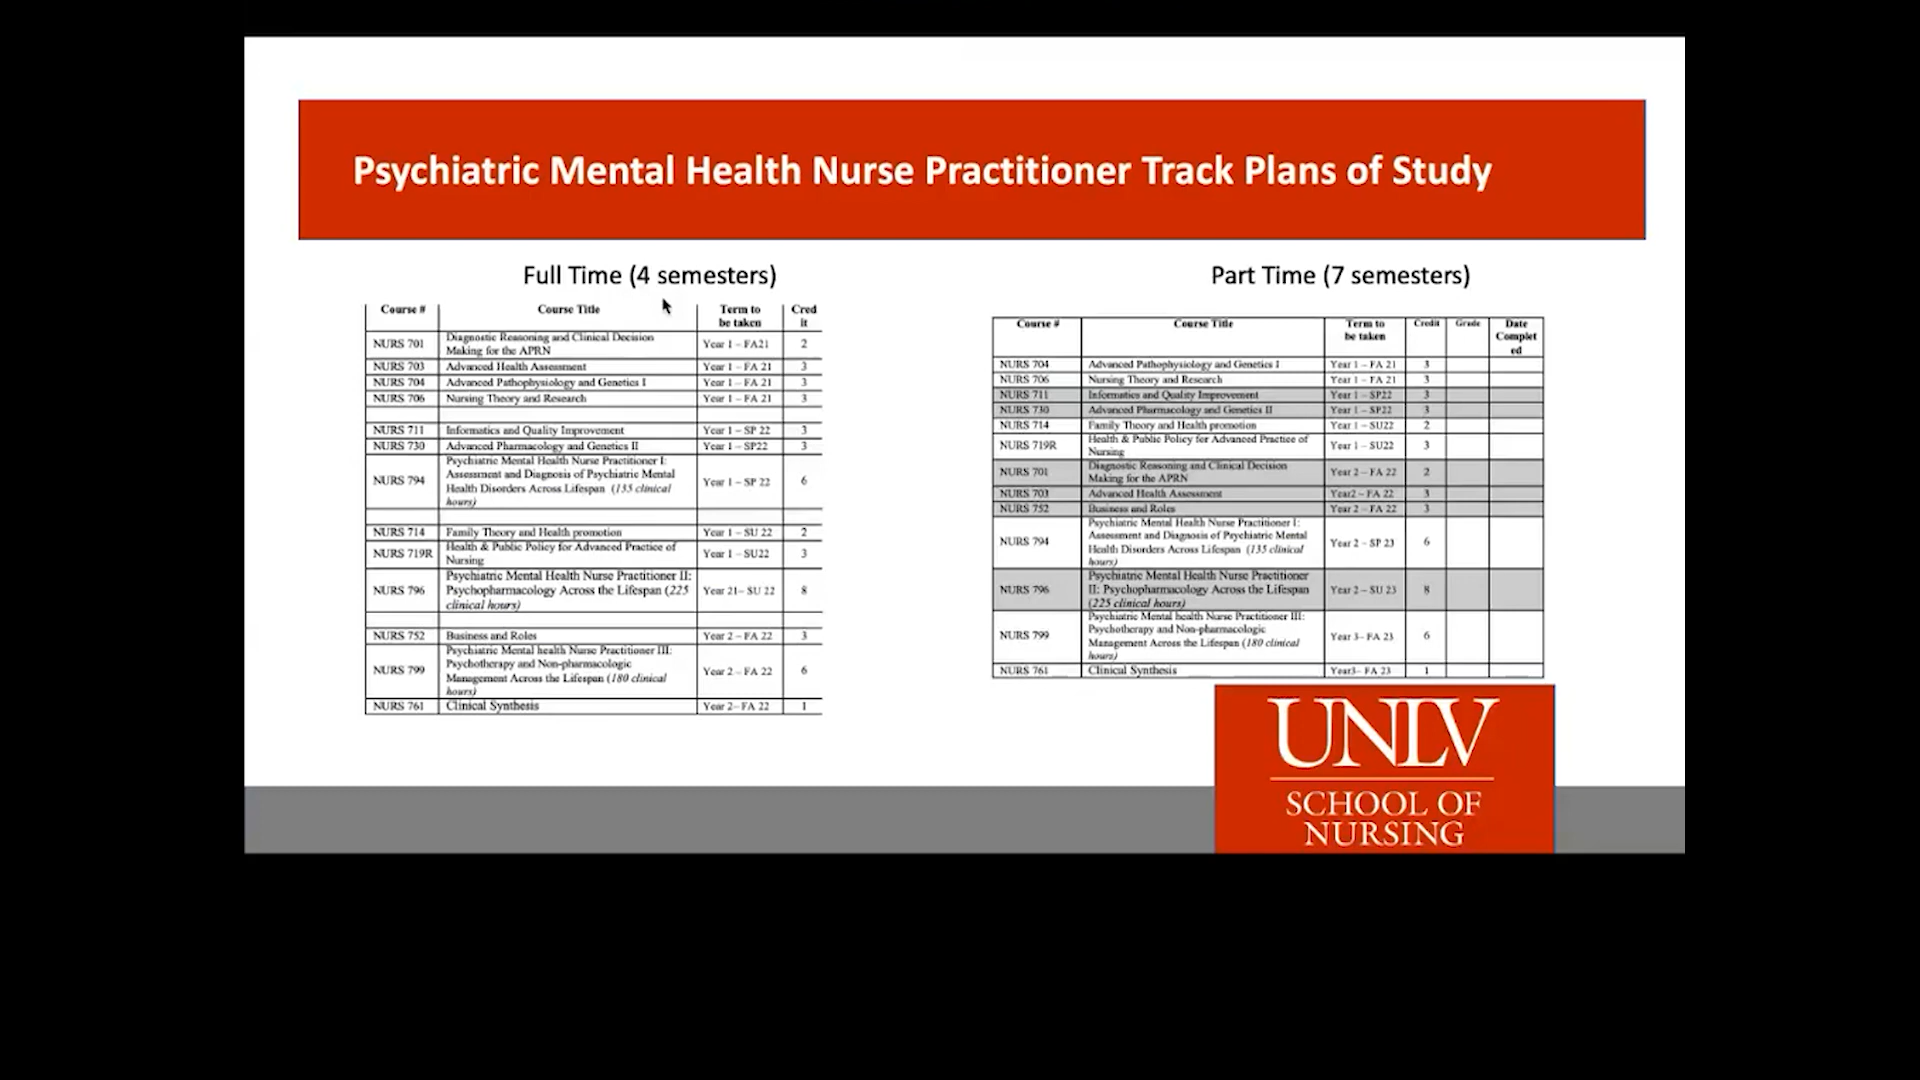 Psychiatric Mental Health Nurse Practitioner Track Plans of Study
Full Time (4 semesters)
Course # Course Title Term to be taken Cred it
NURS 701 Diagnostic Reasoning and Clinical Decision Making for the APRN Year 1 – FA21 2
NURS 703 Advanced Health Assessment Year 1 – FA 21 3
NURS 704 Advanced Pathophysiology and Genetics I Year 1 – FA 21 3
NURS 706 Nursing Theory and Research Year 1 – FA 21 3
NURS 711 Informatics and Quality Improvement Year 1 – SP 22 3
NURS 730 Advanced Pharmacology and Genetics II Year 1 – SP22 3
NURS 794 Psychiatric Mental Health Nurse Practitioner I: Assessment and Diagnosis of Psychiatric Mental Health Disorders Across Lifespan (135 clinical hours) Year 1 – SP 22 6
NURS 714 Family Theory and Health promotion Year 1 – SU 22 2
NURS 719R Health & Public Policy for Advanced Practice of Nursing Year 1 – SU22 3
NURS 796 Psychiatric Mental Health Nurse Practitioner II: Psychopharmacology Across the Lifespan (225 clinical hours) Year 21– SU 22 8
NURS 752 Business and Roles Year 2 – FA 22 3
NURS 799 Psychiatric Mental health Nurse Practitioner III: Psychotherapy and Non-pharmacologic Management Across the Lifespan (180 clinical hours) Year 2 – FA 22 6
NURS 761 Clinical Synthesis Year 2– FA 22 1
Part Time (7 semesters)
Course # Course Title Term to be taken Credit Grade Date Complet ed
NURS 704 Advanced Pathophysiology and Genetics I Year 1 – FA 21 3
NURS 706 Nursing Theory and Research Year 1 – FA 21 3
NURS 711 Informatics and Quality Improvement Year 1 – SP22 3
NURS 730 Advanced Pharmacology and Genetics II Year 1 – SP22 3
NURS 714 Family Theory and Health promotion Year 1 – SU22 2
NURS 719R Health & Public Policy for Advanced Practice of Nursing Year 1 – SU22 3
NURS 701 Diagnostic Reasoning and Clinical Decision Making for the APRN Year 2 – FA 22 2
NURS 703 Advanced Health Assessment Year2 – FA 22 3
NURS 752 Business and Roles Year 2 – FA 22 3
NURS 794 Psychiatric Mental Health Nurse Practitioner I: Assessment and Diagnosis of Psychiatric Mental Health Disorders Across Lifespan (135 clinical hours) Year 2 – SP 23 6
NURS 796 Psychiatric Mental Health Nurse Practitioner II: Psychopharmacology Across the Lifespan (225 clinical hours) Year 2 – SU 23 8
NURS 799 Psychiatric Mental health Nurse Practitioner III: Psychotherapy and Non-pharmacologic Management Across the Lifespan (180 clinical hours) Year 3– FA 23 6
NURS 761 Clinical Synthesis Year3– FA 23 1
UNLV
SCHOOL OF
NURSING